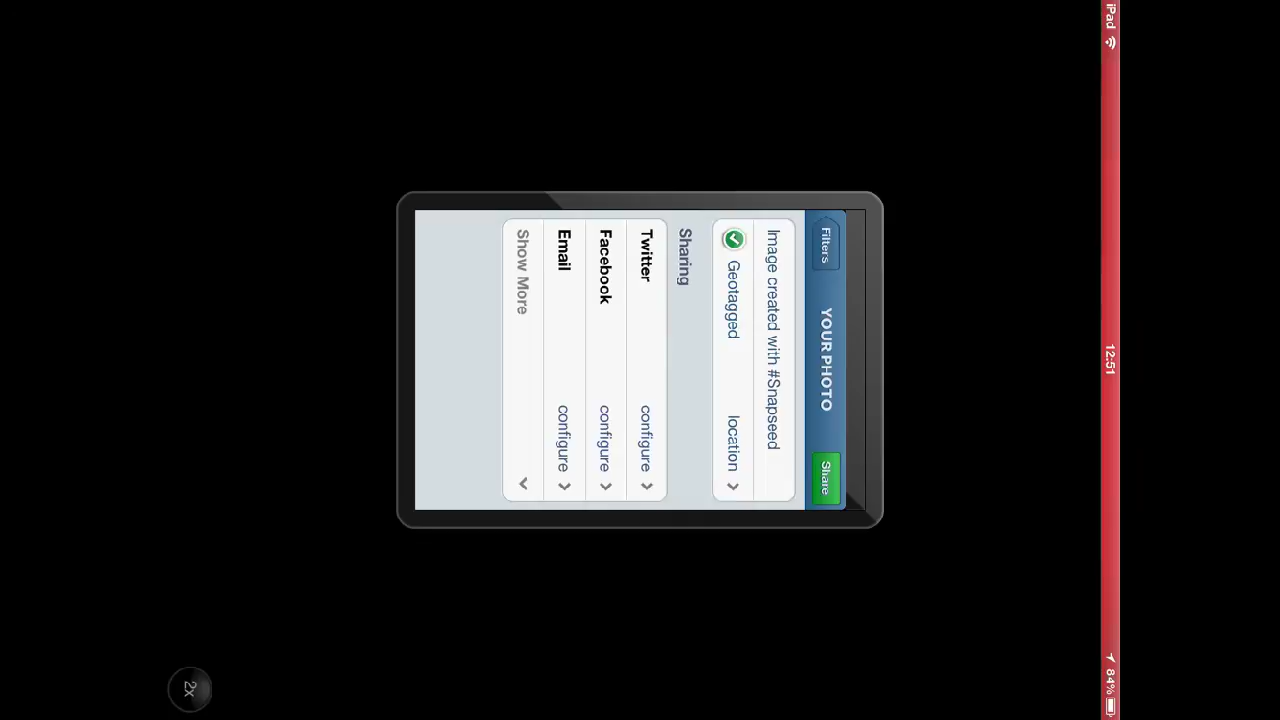 iPad 12:51 84%
Filters YOUR PHOTO Share
Image created with #Snapseed
Geotagged location
Sharing
Twitter configure
Facebook configure
Email configure
Show More
2x